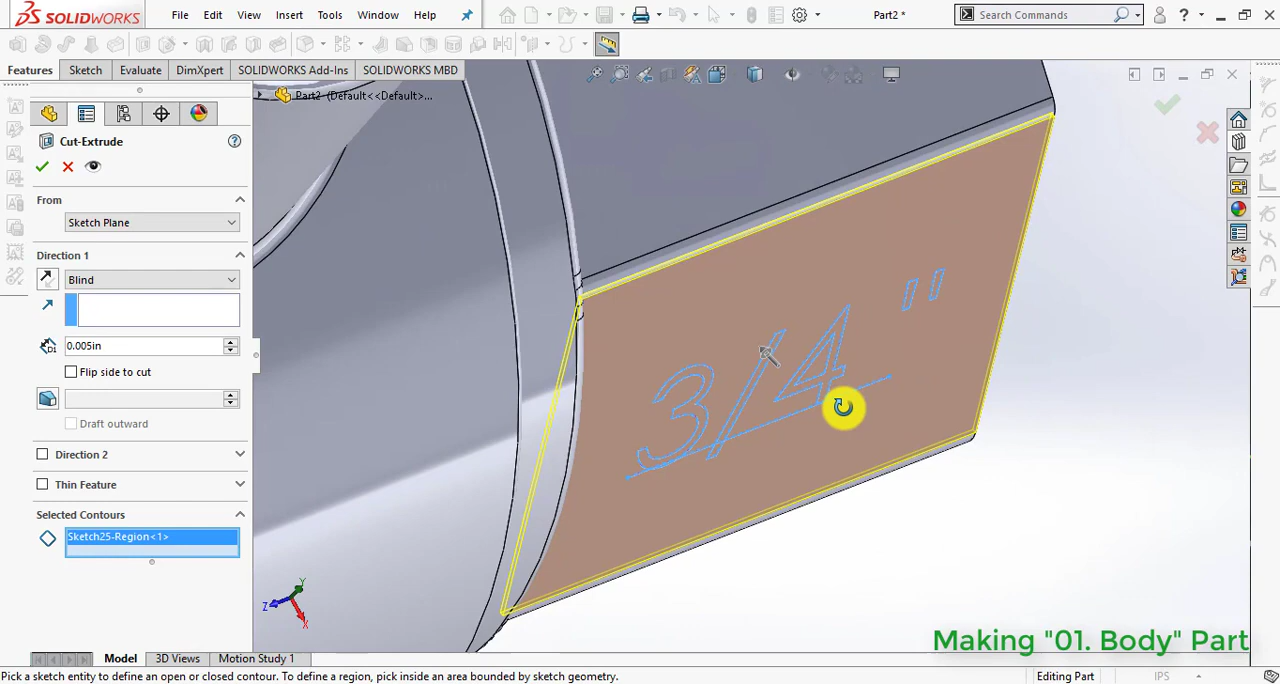 SOLIDWORKS
File
Edit
View
Insert
Tools
Window
Help
Part2 *
Search Commands
Features
Sketch
Evaluate
DimXpert
SOLIDWORKS Add-Ins
SOLIDWORKS MBD
Part2 (Default<<Default>...
Cut-Extrude
From
Sketch Plane
Direction 1
Blind
D1
0.005in
Flip side to cut
Draft outward
Direction 2
Thin Feature
Selected Contours
Sketch25-Region<1>
3/4"
Y
Z
X
Making "01. Body" Part
Model
3D Views
Motion Study 1
Pick a sketch entity to define an open or closed contour. To define a region, pick inside an area bounded by sketch geometry.
Editing Part
IPS